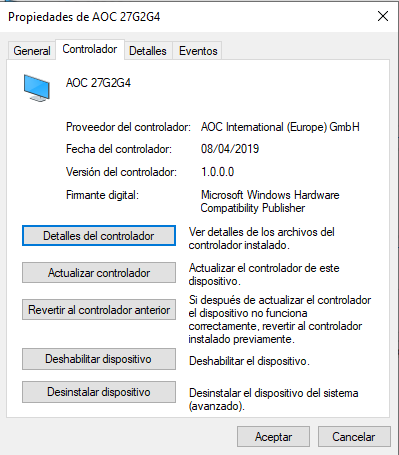 Propiedades de AOC 27G2G4
General
Controlador
Detalles
Eventos
AOC 27G2G4
Proveedor del controlador: AOC International (Europe) GmbH
Fecha del controlador: 08/04/2019
Versión del controlador: 1.0.0.0
Firmante digital: Microsoft Windows Hardware
Compatibility Publisher
Detalles del controlador
Ver detalles de los archivos del
controlador instalado.
Actualizar controlador
Actualizar el controlador de este
dispositivo.
Revertir al controlador anterior
Si después de actualizar el controlador
el dispositivo no funciona
correctamente, revertir al controlador
instalado previamente.
Deshabilitar dispositivo
Deshabilitar el dispositivo.
Desinstalar dispositivo
Desinstalar el dispositivo del sistema
(avanzado).
Aceptar
Cancelar